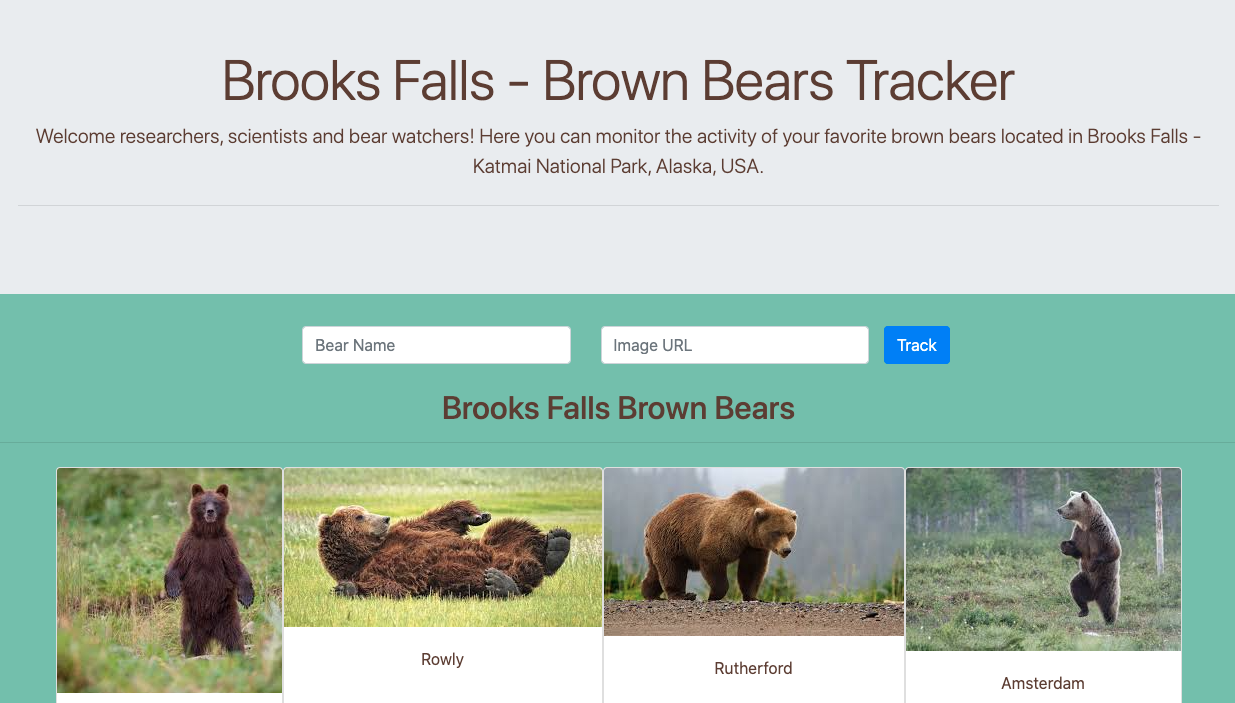 Brooks Falls - Brown Bears Tracker
Welcome researchers, scientists and bear watchers! Here you can monitor the activity of your favorite brown bears located in Brooks Falls -
Katmai National Park, Alaska, USA.
Bear Name
Image URL
Track
Brooks Falls Brown Bears
Rowly
Rutherford
Amsterdam